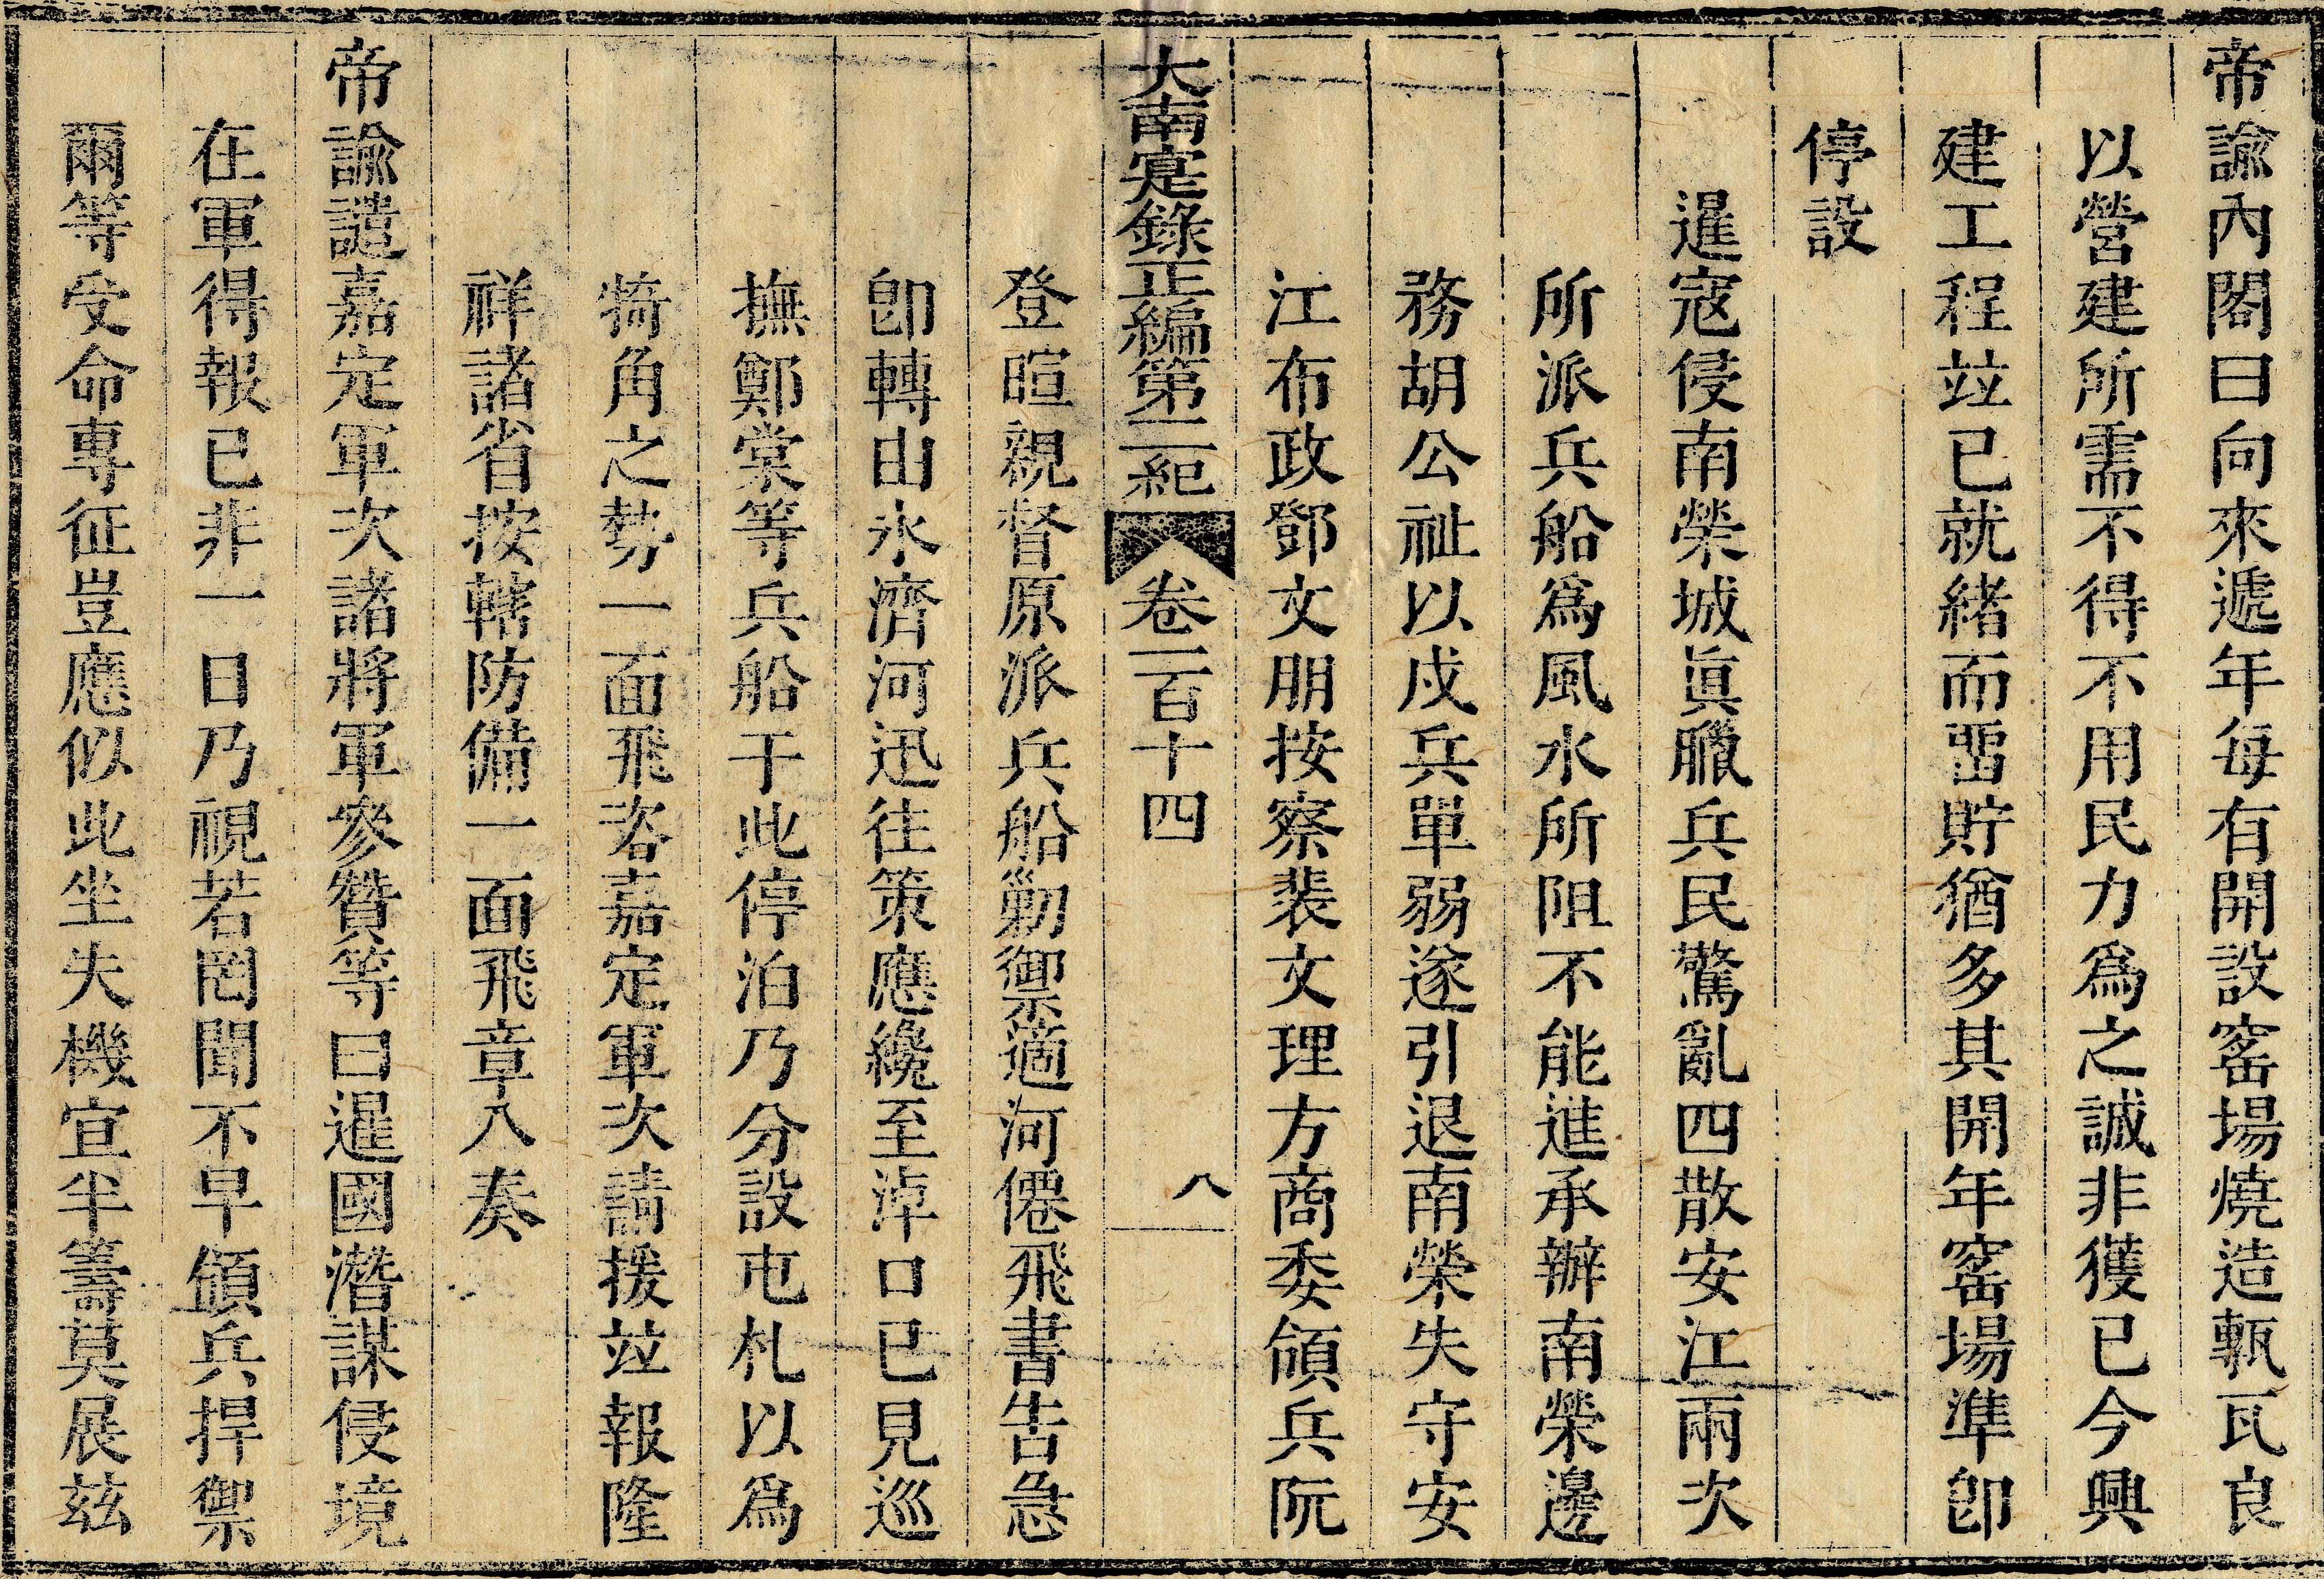 帝諭內閣曰向來遞年每有開設窰場燒造甎瓦良
以營建所需不得不用民力爲之誠非獲已今興
建工程竝已就緒而畱貯猶多其開年窰場準卽
停設
暹寇侵南榮城眞臘兵民驚亂四散安江兩次
所派兵船爲風水所阻不能進承辦南榮邊
務胡公祉以戍兵單弱遂引退南榮失守安
江布政鄧文朋按察裴文理方商委領兵阮
大南寔錄正編第二紀 卷一百十四 八
登暄親督原派兵船勦禦適河僊飛書告急
卽轉由永濟河迅往策應纔至淖口已見巡
撫鄭棠等兵船于此停泊乃分設屯札以爲
犄角之勢一面飛咨嘉定軍次請援竝報隆
祥諸省按轄防備一面飛章入奏
帝諭譴嘉定軍次諸將軍參贊等曰暹國潛謀侵境
在軍得報已非一日乃視若罔聞不早領兵捍禦
爾等受命專征豈應似此坐失機宜半籌莫展茲